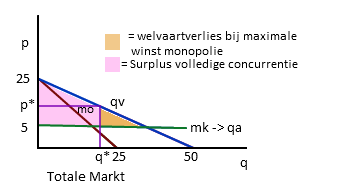 = welvaartverlies bij maximale
winst monopolie
= Surplus volledige concurrentie
p
25
p*
mo
qv
5
mk -> qa
q* 25
50
q
Totale Markt